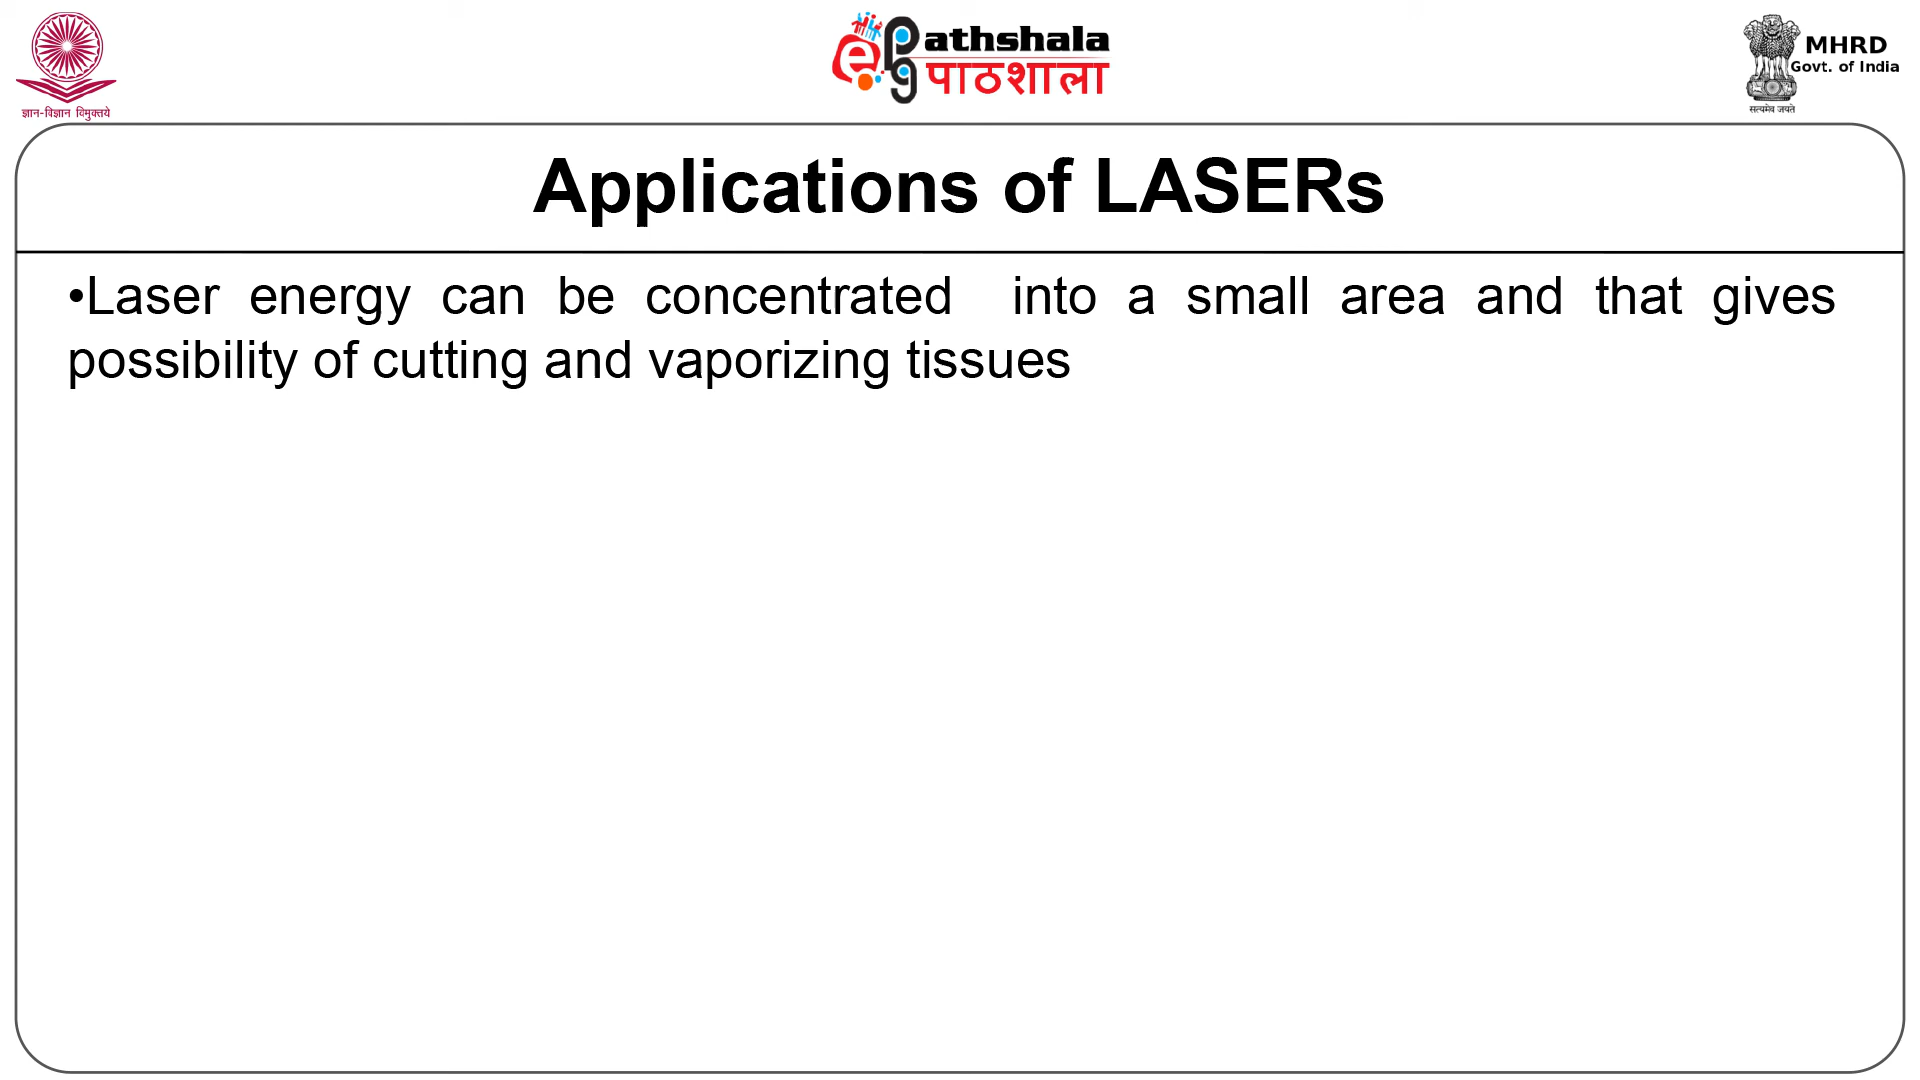 ज्ञान-विज्ञान विमुक्तये
ePathshala
पाठशाला
MHRD
Govt. of India
सत्यमेव जयते
Applications of LASERs
•Laser energy can be concentrated into a small area and that gives
possibility of cutting and vaporizing tissues